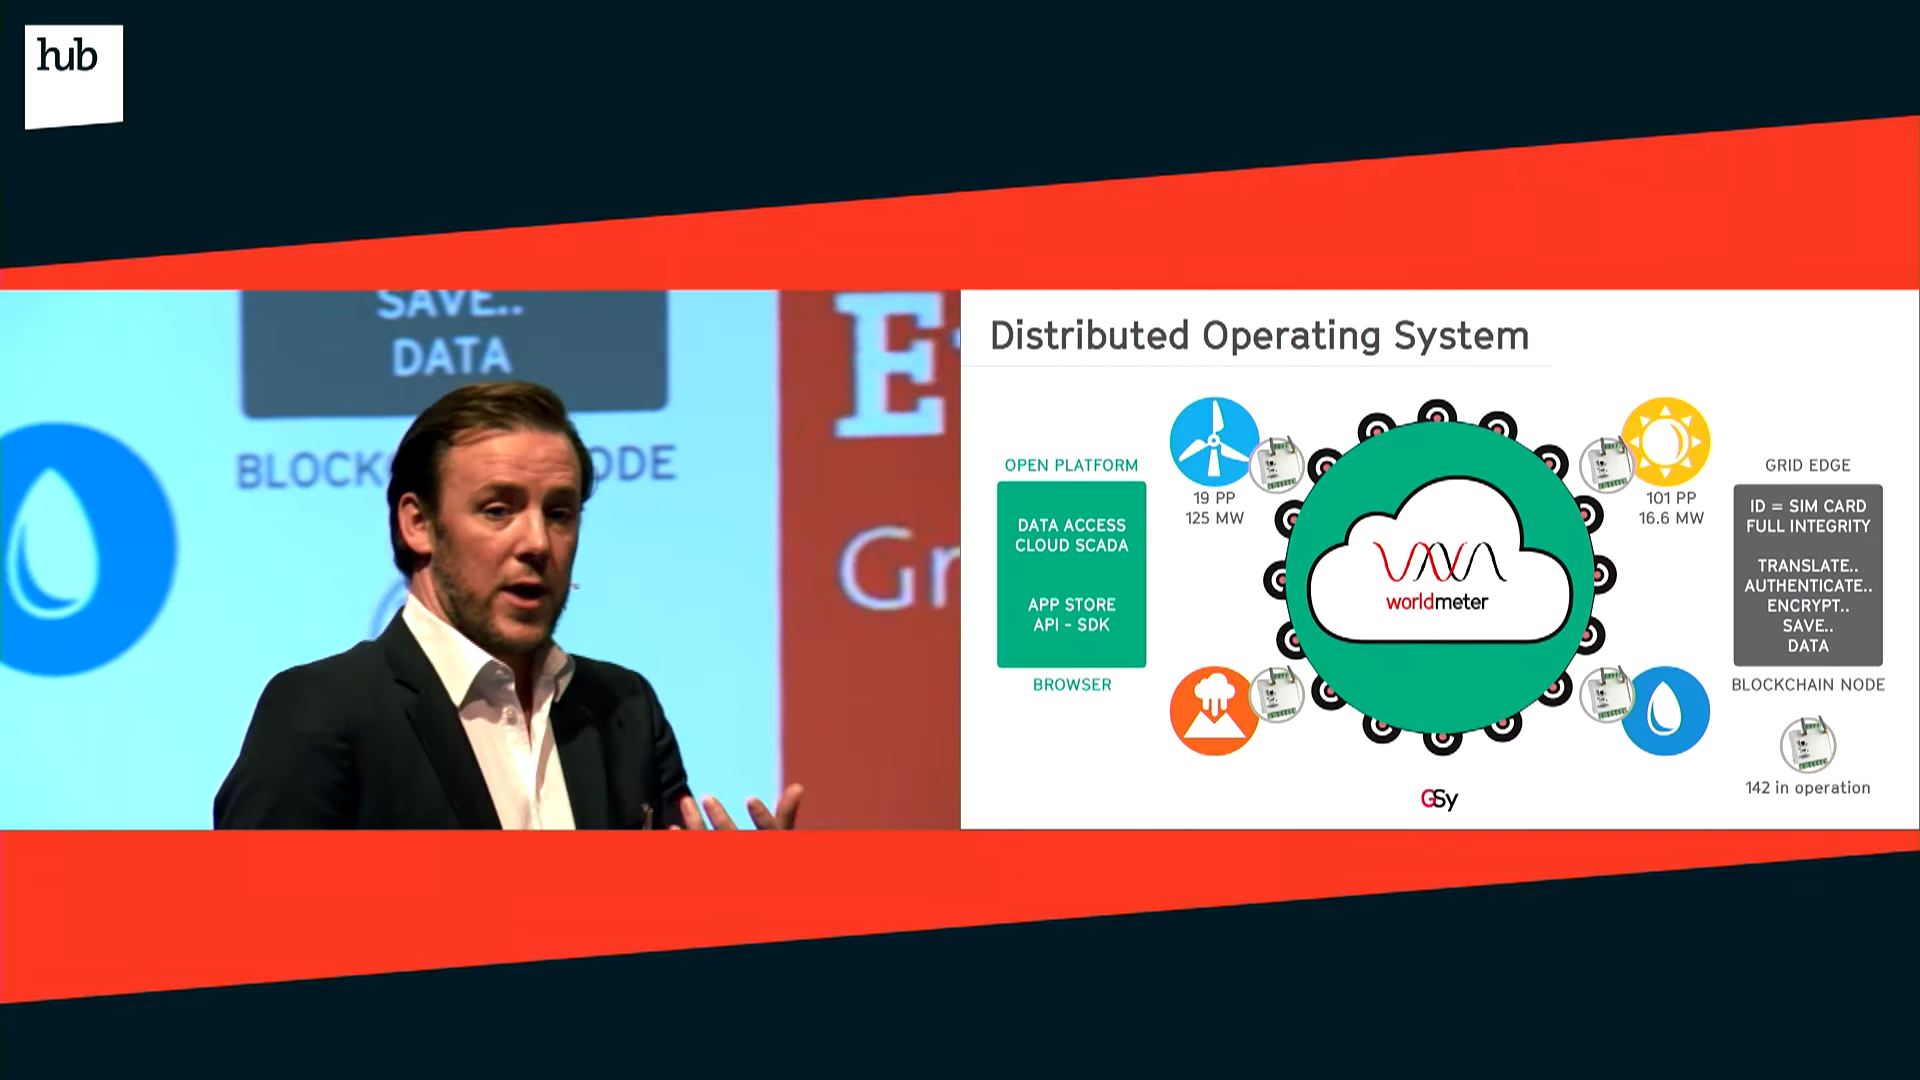 hub
SAVE..
DATA
BLOCK
ODE
E
Gr
Distributed Operating System
OPEN PLATFORM
DATA ACCESS
CLOUD SCADA
APP STORE
API - SDK
BROWSER
19 PP
125 MW
worldmeter
101 PP
16.6 MW
GRID EDGE
ID = SIM CARD
FULL INTEGRITY
TRANSLATE..
AUTHENTICATE..
ENCRYPT..
SAVE..
DATA
BLOCKCHAIN NODE
142 in operation
GSy